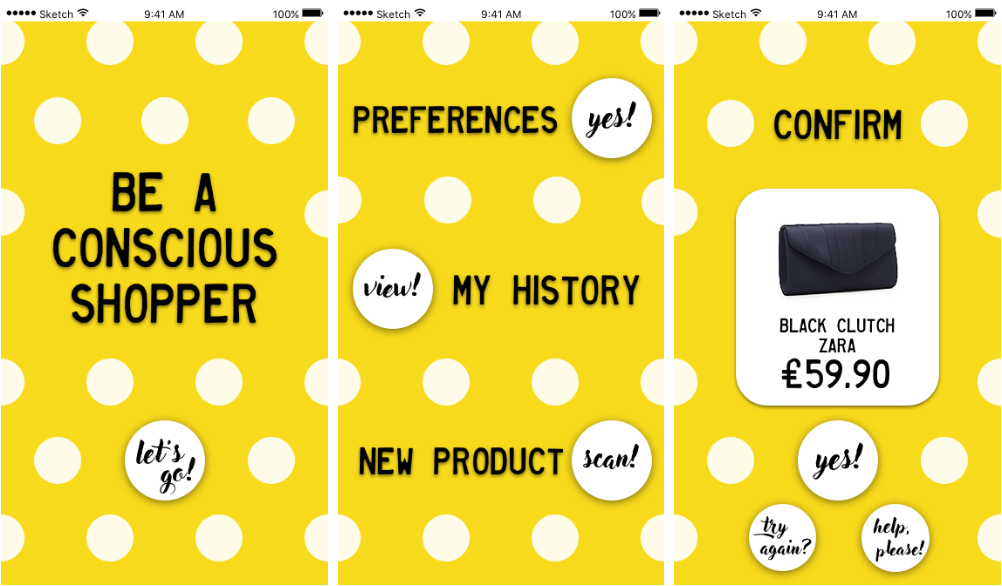 Sketch 9:41 AM 100%
BE A
CONSCIOUS
SHOPPER
let's
go!
Sketch 9:41 AM 100%
PREFERENCES yes!
view! MY HISTORY
NEW PRODUCT scan!
Sketch 9:41 AM 100%
CONFIRM
BLACK CLUTCH
ZARA
£59.90
yes!
try
again?
help,
please!